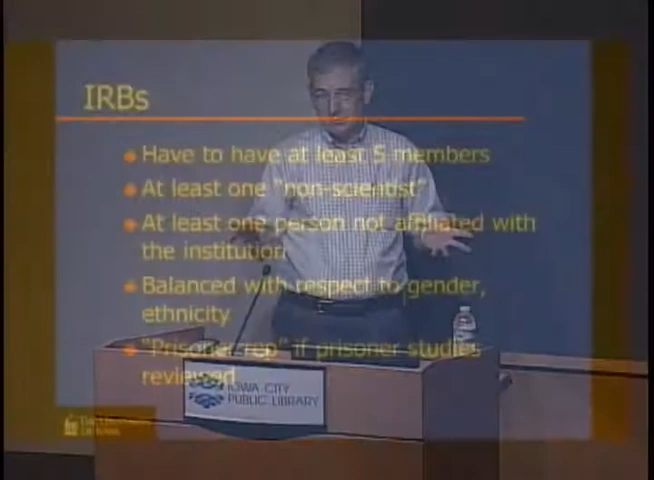 IRBs
Have to have at least 5 members
At least one "non-scientist"
At least one person not affiliated with
the institution
Balanced with respect to gender,
ethnicity
"Prisoner rep" if prisoner studies
reviewed
IOWA CITY
PUBLIC LIBRARY